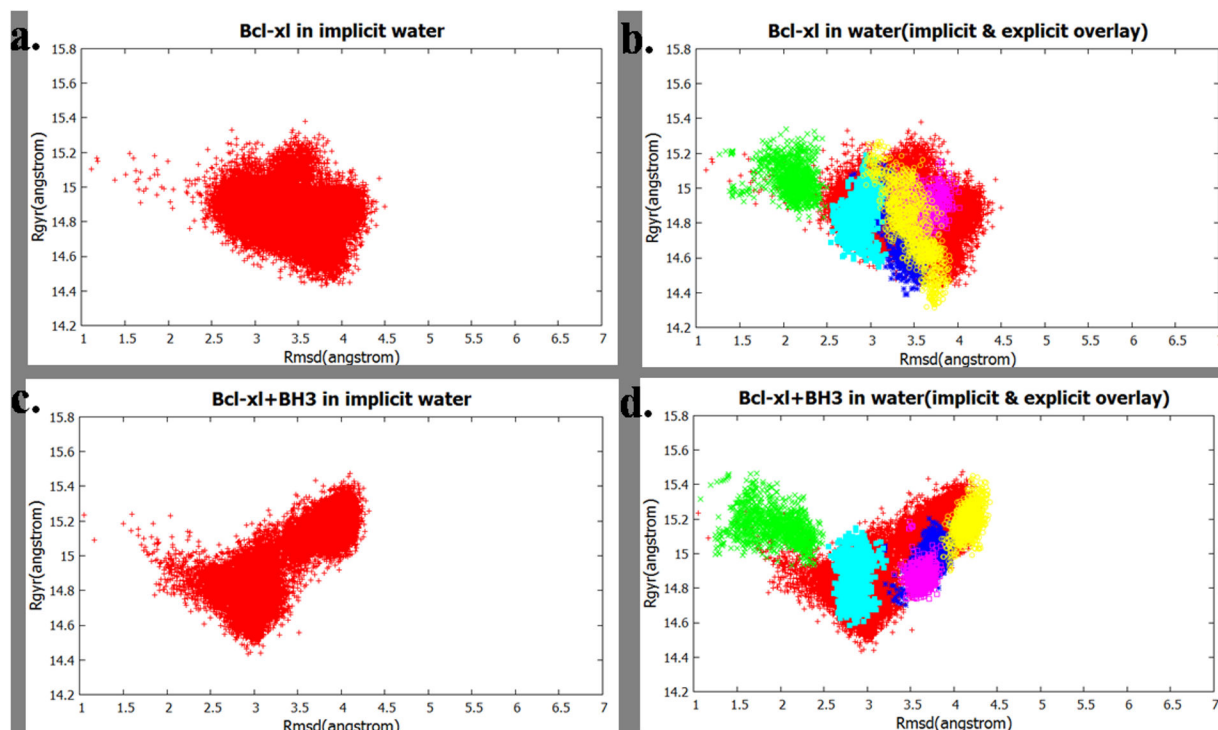 a.
Bcl-xl in implicit water
15.8
15.6
15.4
15.2
15
14.8
14.6
14.4
14.2
Rgyr(angstrom)
1 1.5 2 2.5 3 3.5 4 4.5 5 5.5 6 6.5 7
Rmsd(angstrom)
b.
Bcl-xl in water(implicit & explicit overlay)
15.8
15.6
15.4
15.2
15
14.8
14.6
14.4
14.2
Rgyr(angstrom)
1 1.5 2 2.5 3 3.5 4 4.5 5 5.5 6 6.5 7
Rmsd(angstrom)
c.
Bcl-xl+BH3 in implicit water
15.8
15.6
15.4
15.2
15
14.8
14.6
14.4
14.2
Rgyr(angstrom)
1 1.5 2 2.5 3 3.5 4 4.5 5 5.5 6 6.5 7
Rmsd(angstrom)
d.
Bcl-xl+BH3 in water(implicit & explicit overlay)
15.8
15.6
15.4
15.2
15
14.8
14.6
14.4
14.2
Rgyr(angstrom)
1 1.5 2 2.5 3 3.5 4 4.5 5 5.5 6 6.5 7
Rmsd(angstrom)